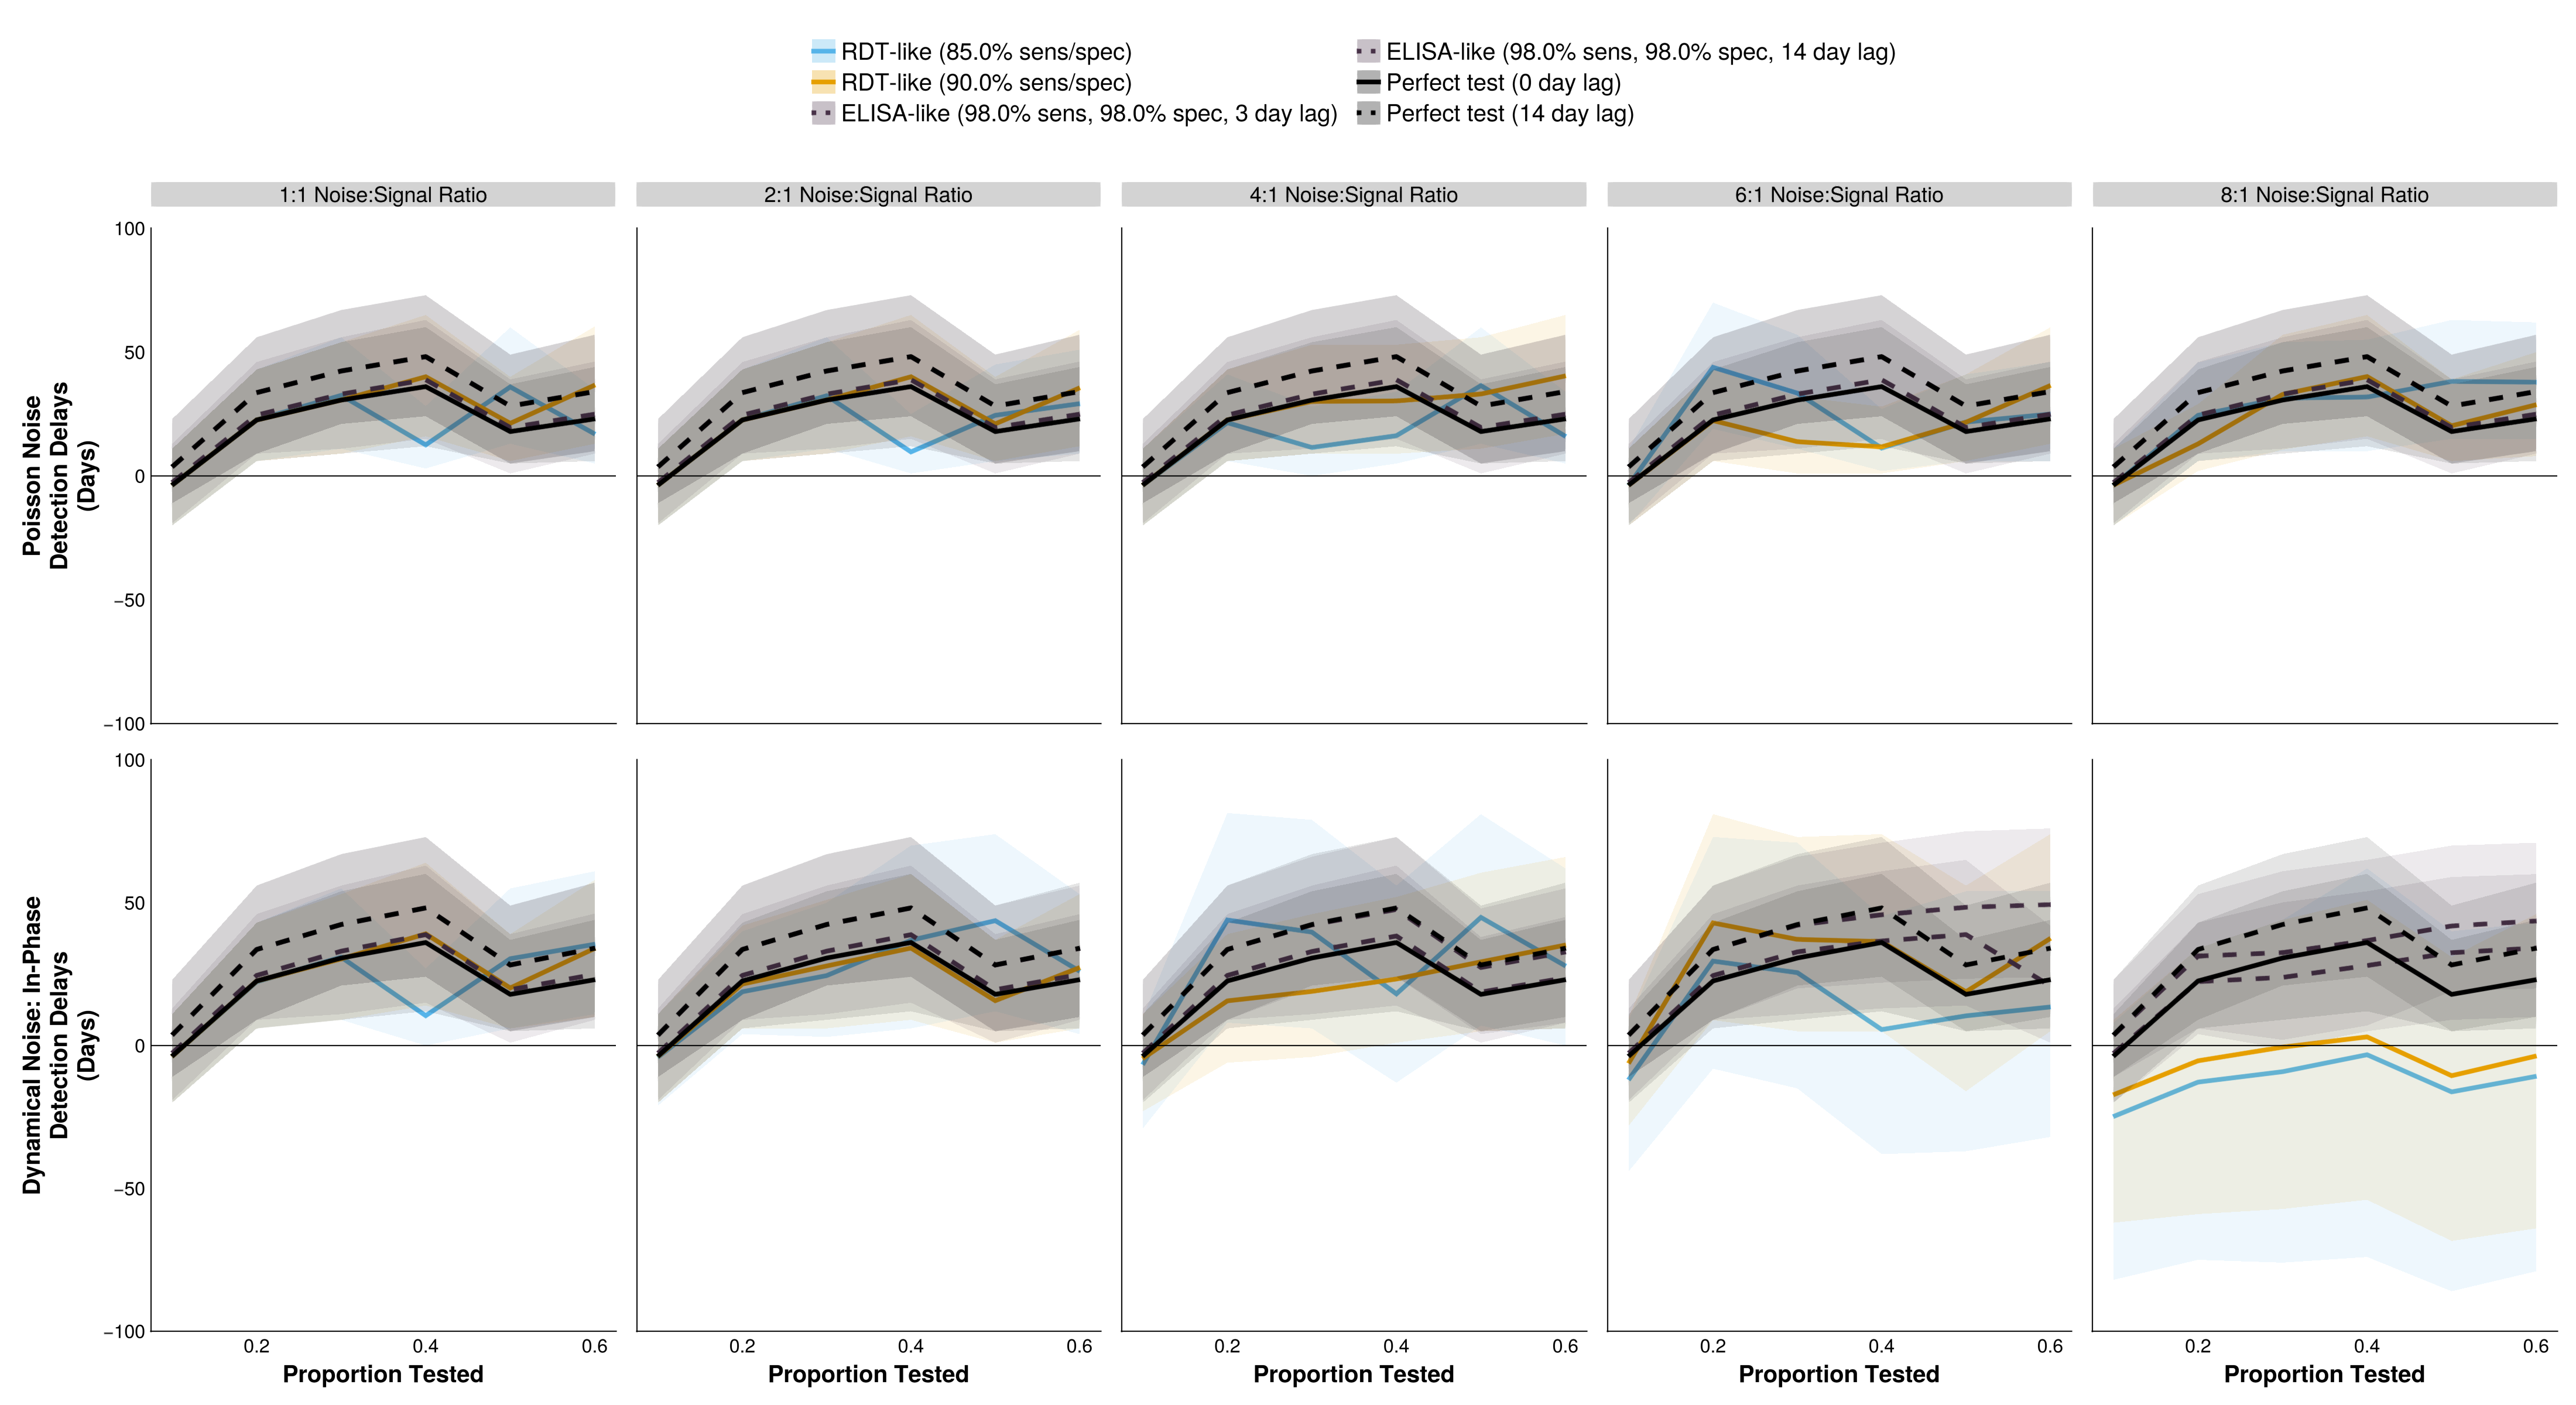 RDT-like (85.0% sens/spec)
RDT-like (90.0% sens/spec)
ELISA-like (98.0% sens, 98.0% spec, 3 day lag)
ELISA-like (98.0% sens, 98.0% spec, 14 day lag)
Perfect test (0 day lag)
Perfect test (14 day lag)
1:1 Noise:Signal Ratio
2:1 Noise:Signal Ratio
4:1 Noise:Signal Ratio
6:1 Noise:Signal Ratio
8:1 Noise:Signal Ratio
Poisson Noise
Detection Delays
(Days)
100
50
0
−50
−100
Dynamical Noise: In-Phase
Detection Delays
(Days)
100
50
0
−50
−100
0.2 0.4 0.6
0.2 0.4 0.6
0.2 0.4 0.6
0.2 0.4 0.6
0.2 0.4 0.6
Proportion Tested
Proportion Tested
Proportion Tested
Proportion Tested
Proportion Tested